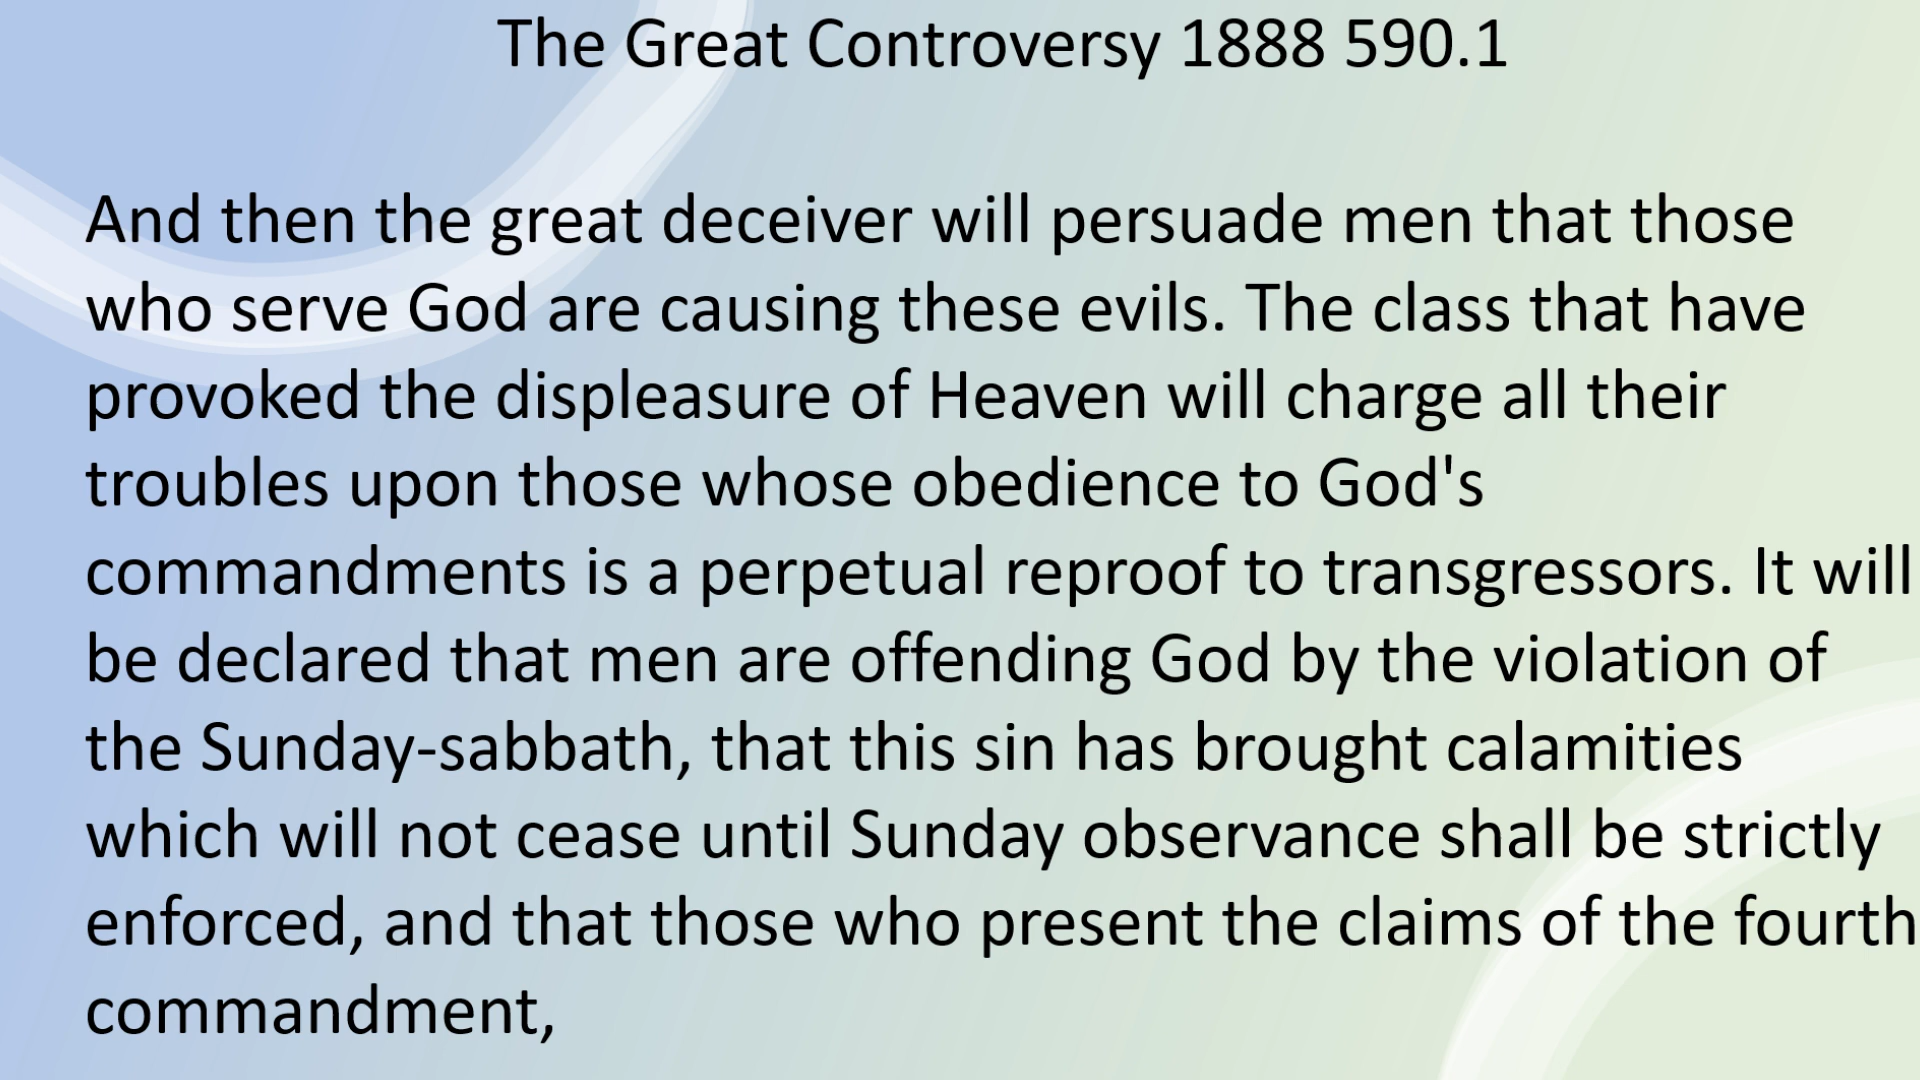 The Great Controversy 1888 590.1
And then the great deceiver will persuade men that those
who serve God are causing these evils. The class that have
provoked the displeasure of Heaven will charge all their
troubles upon those whose obedience to God's
commandments is a perpetual reproof to transgressors. It will
be declared that men are offending God by the violation of
the Sunday-sabbath, that this sin has brought calamities
which will not cease until Sunday observance shall be strictly
enforced, and that those who present the claims of the fourth
commandment,